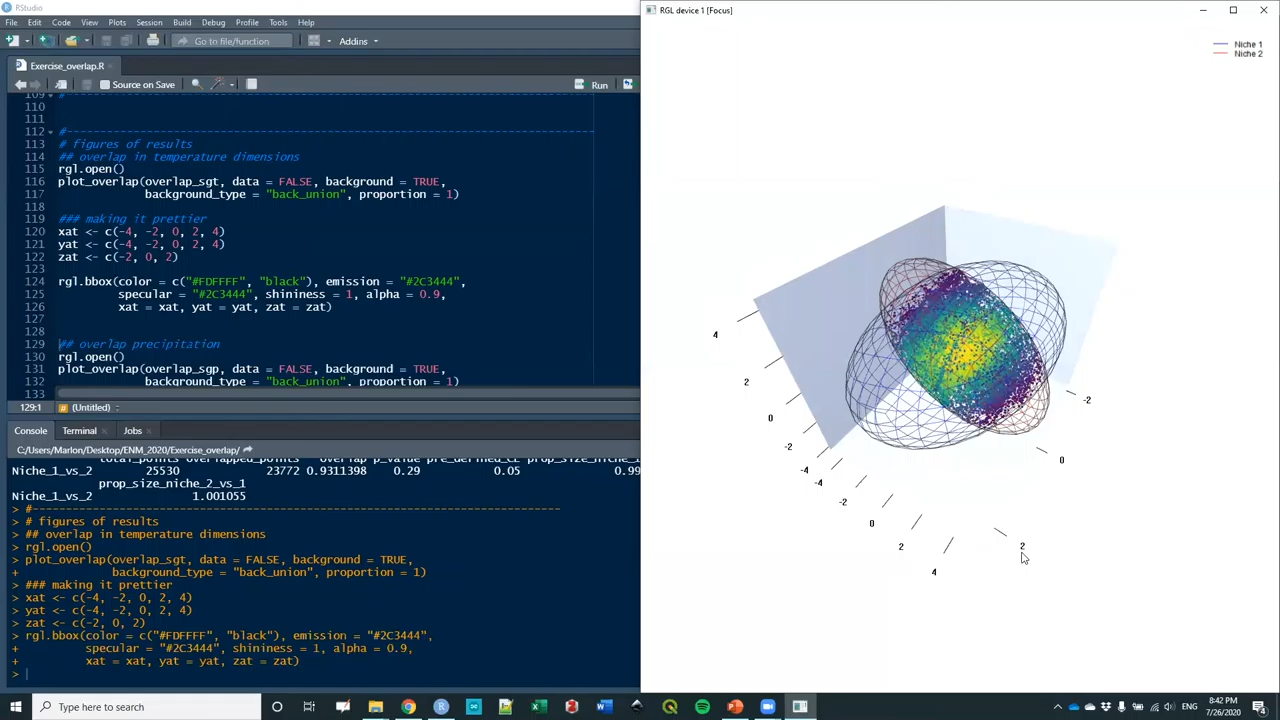 RStudio
File Edit Code View Plots Session Build Debug Profile Tools Help
Go to file/function
Addins
Exercise_overlap.R
Source on Save
Run
109 #-----------------------------------------------------------------------------
110
111
112 #-----------------------------------------------------------------------------
113 # figures of results
114 ## overlap in temperature dimensions
115 rgl.open()
116 plot_overlap(overlap_sgt, data = FALSE, background = TRUE,
117 background_type = "back_union", proportion = 1)
118
119 ### making it prettier
120 xat <- c(-4, -2, 0, 2, 4)
121 yat <- c(-4, -2, 0, 2, 4)
122 zat <- c(-2, 0, 2)
123
124 rgl.bbox(color = c("#FDFFFF", "black"), emission = "#2C3444",
125 specular = "#2C3444", shininess = 1, alpha = 0.9,
126 xat = xat, yat = yat, zat = zat)
127
128
129 ## overlap precipitation
130 rgl.open()
131 plot_overlap(overlap_sgp, data = FALSE, background = TRUE,
132 background_type = "back_union", proportion = 1)
133
129:1 (Untitled)
Console Terminal Jobs
C:/Users/Marlon/Desktop/ENM_2020/Exercise_overlap/
total_points overlapped_points overlap p_value pre_defined_CL prop_size_niche_1
Niche_1_vs_2 25530 23772 0.9311398 0.29 0.05 0.99
prop_size_niche_2_vs_1
Niche_1_vs_2 1.001055
> #-----------------------------------------------------------------------------
> # figures of results
> ## overlap in temperature dimensions
> rgl.open()
> plot_overlap(overlap_sgt, data = FALSE, background = TRUE,
+ background_type = "back_union", proportion = 1)
> ### making it prettier
> xat <- c(-4, -2, 0, 2, 4)
> yat <- c(-4, -2, 0, 2, 4)
> zat <- c(-2, 0, 2)
> rgl.bbox(color = c("#FDFFFF", "black"), emission = "#2C3444",
+ specular = "#2C3444", shininess = 1, alpha = 0.9,
+ xat = xat, yat = yat, zat = zat)
>
RGL device 1 [Focus]
Niche 1
Niche 2
4
2
0
-2
-4
-4
-2
0
2
4
-2
0
2
Type here to search
ENG
8:42 PM
7/26/2020